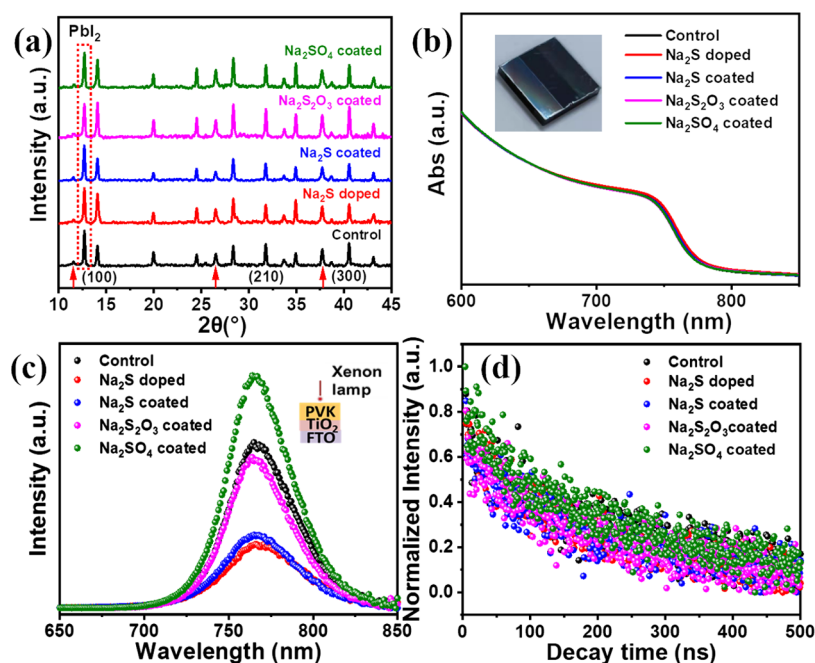 (a)
PbI₂
Na₂SO₄ coated
Na₂S₂O₃ coated
Na₂S coated
Na₂S doped
Control
(100)
(210)
(300)
Intensity (a.u.)
10 15 20 25 30 35 40 45
2θ(°)
(b)
Control
Na₂S doped
Na₂S coated
Na₂S₂O₃ coated
Na₂SO₄ coated
Abs (a.u.)
600 700 800
Wavelength (nm)
(c)
Control
Na₂S doped
Na₂S coated
Na₂S₂O₃ coated
Na₂SO₄ coated
Xenon
lamp
PVK
TiO₂
FTO
Intensity (a.u.)
650 700 750 800 850
Wavelength (nm)
(d)
Control
Na₂S doped
Na₂S coated
Na₂S₂O₃coated
Na₂SO₄ coated
Normalized Intensity (a.u.)
1.0
0.8
0.6
0.4
0.2
0.0
0 100 200 300 400 500
Decay time (ns)